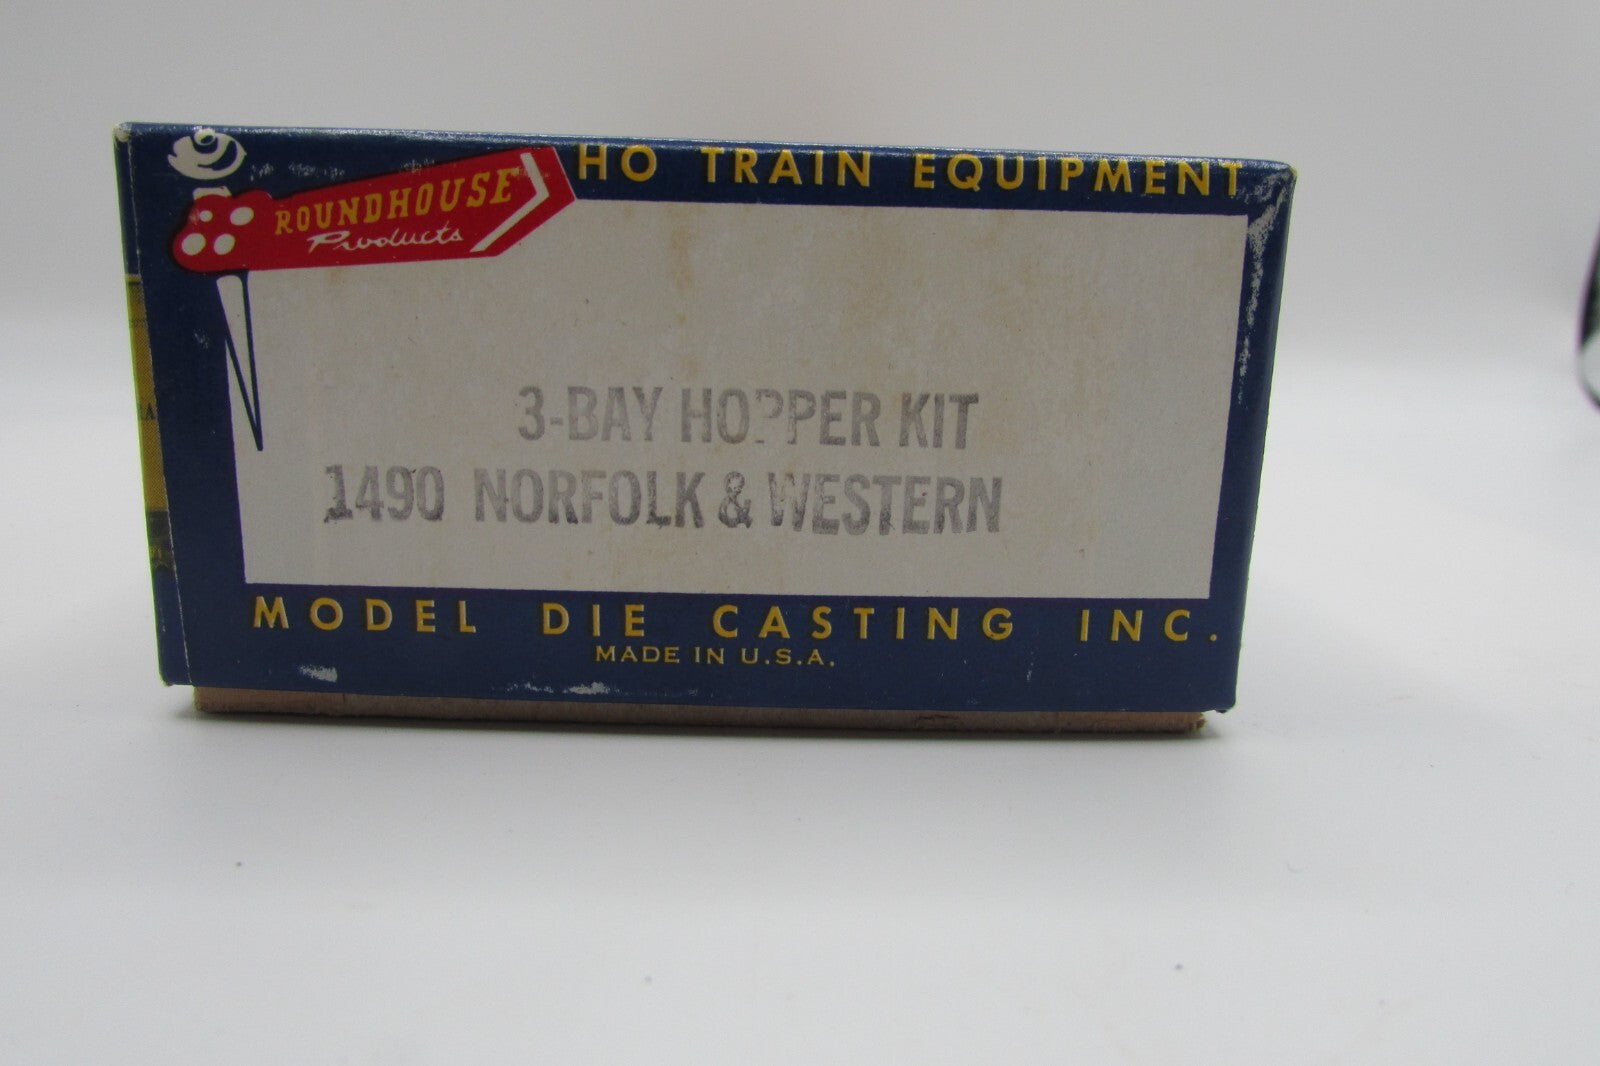 ROUNDHOUSE
Products
HO TRAIN EQUIPMENT
3-BAY HOPPER KIT
1490 NORFOLK & WESTERN
MODEL DIE CASTING INC.
MADE IN U.S.A.